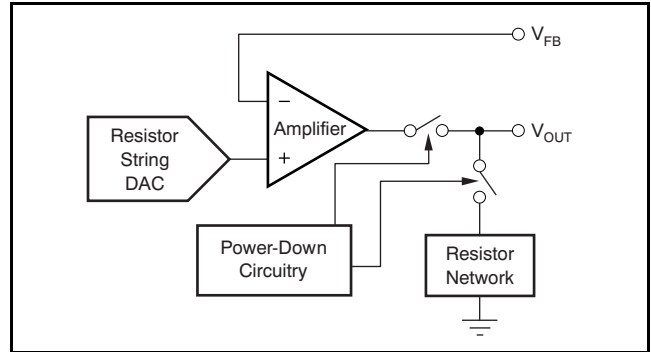 V_FB
−
Amplifier
+
V_OUT
Resistor
String
DAC
Power-Down
Circuitry
Resistor
Network